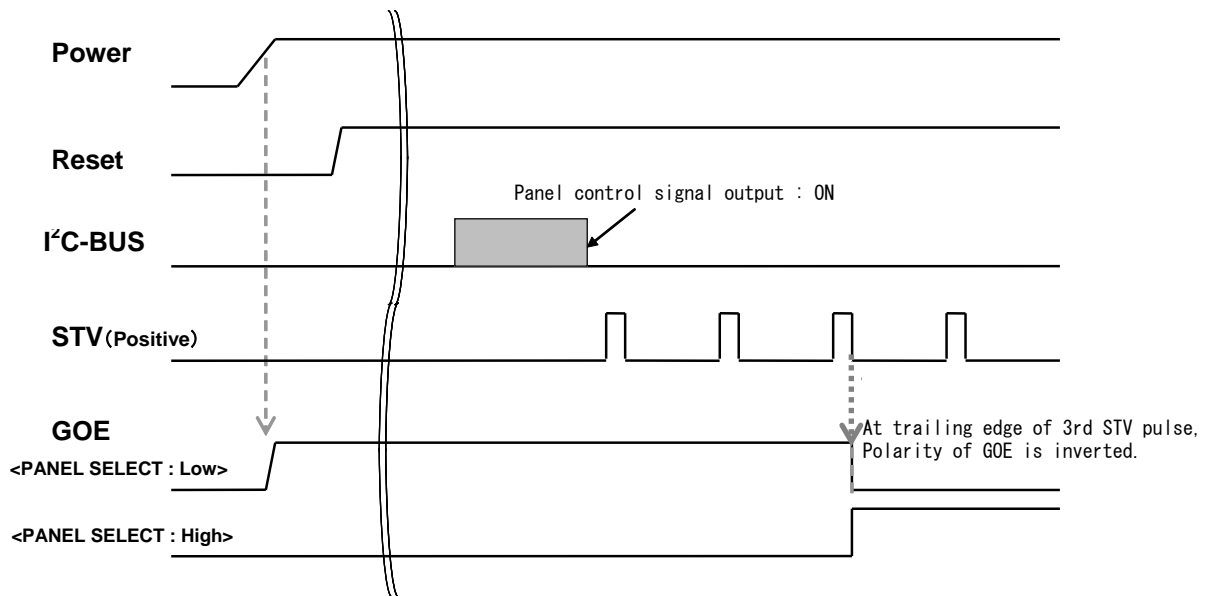 Power
Reset
Panel control signal output : ON
I²C-BUS
STV(Positive)
GOE
At trailing edge of 3rd STV pulse,
Polarity of GOE is inverted.
<PANEL SELECT : Low>
<PANEL SELECT : High>